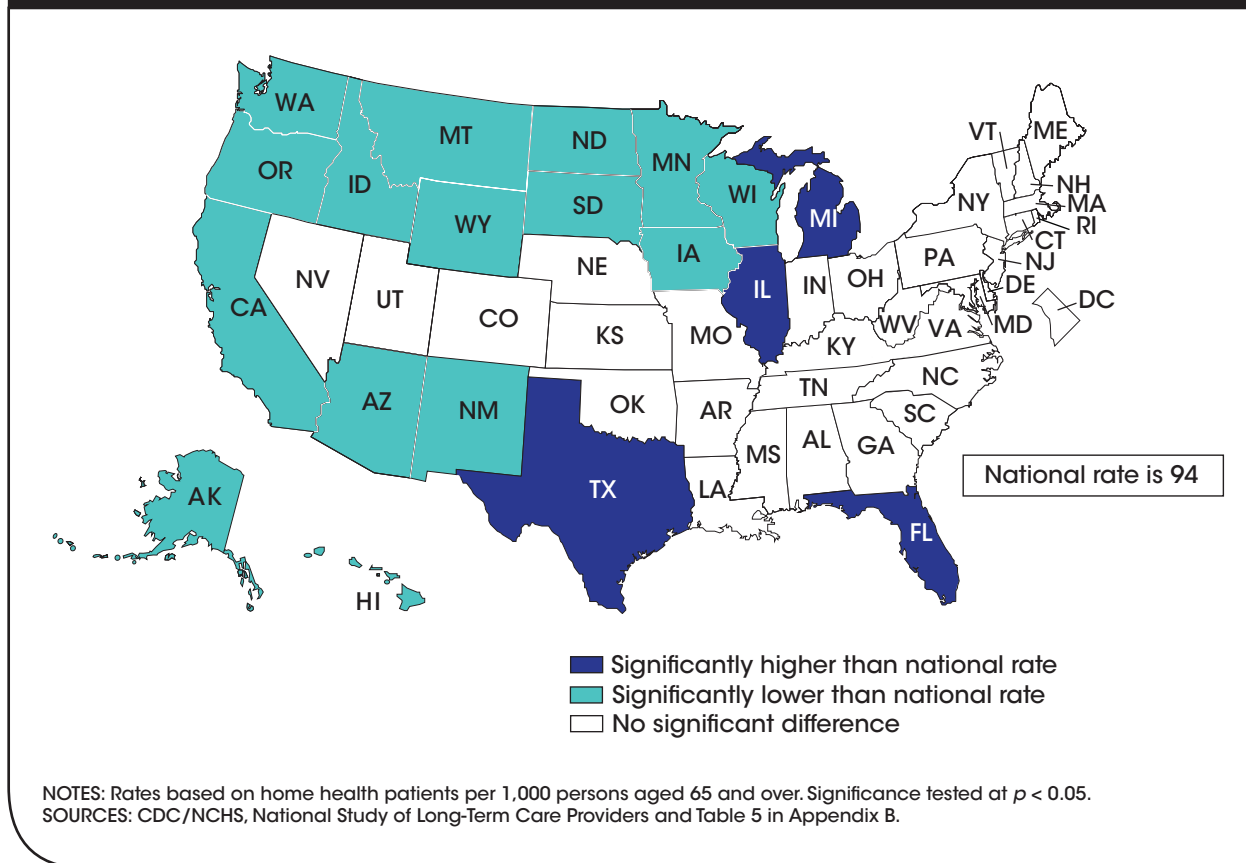 WA
MT
ND
MN
VT
ME
OR
ID
SD
WI
NH
WY
MI
NY
MA
RI
IA
CT
NE
PA
NJ
NV
IL
IN
OH
DE
DC
CA
UT
CO
MD
WV
VA
KS
MO
KY
NC
TN
AZ
NM
OK
AR
SC
MS
AL
GA
National rate is 94
TX
LA
AK
FL
HI
Significantly higher than national rate
Significantly lower than national rate
No significant difference
NOTES: Rates based on home health patients per 1,000 persons aged 65 and over. Significance tested at p < 0.05.
SOURCES: CDC/NCHS, National Study of Long-Term Care Providers and Table 5 in Appendix B.